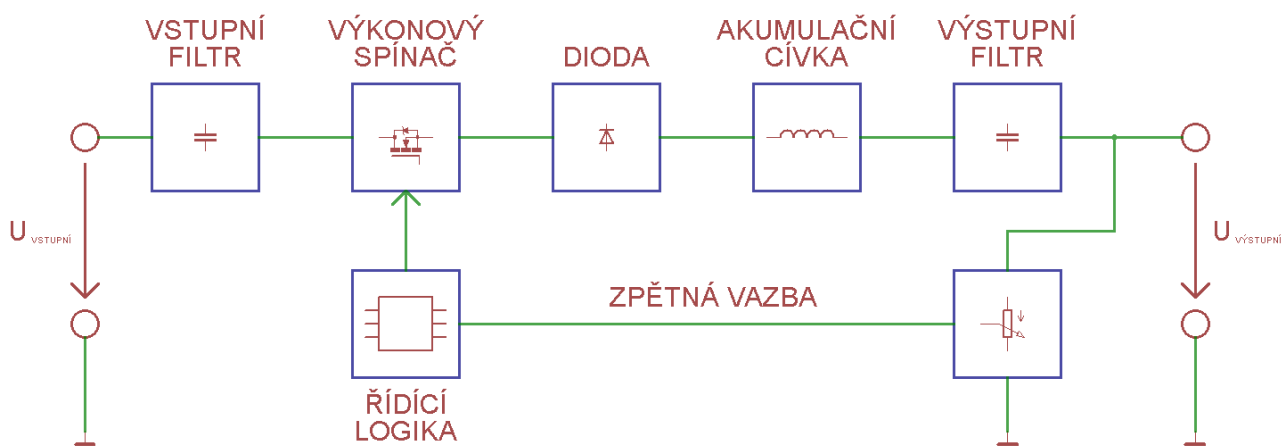 VSTUPNÍ
FILTR
VÝKONOVÝ
SPÍNAČ
DIODA
AKUMULAČNÍ
CÍVKA
VÝSTUPNÍ
FILTR
U VSTUPNÍ
U VÝSTUPNÍ
ZPĚTNÁ VAZBA
ŘÍDÍCÍ
LOGIKA